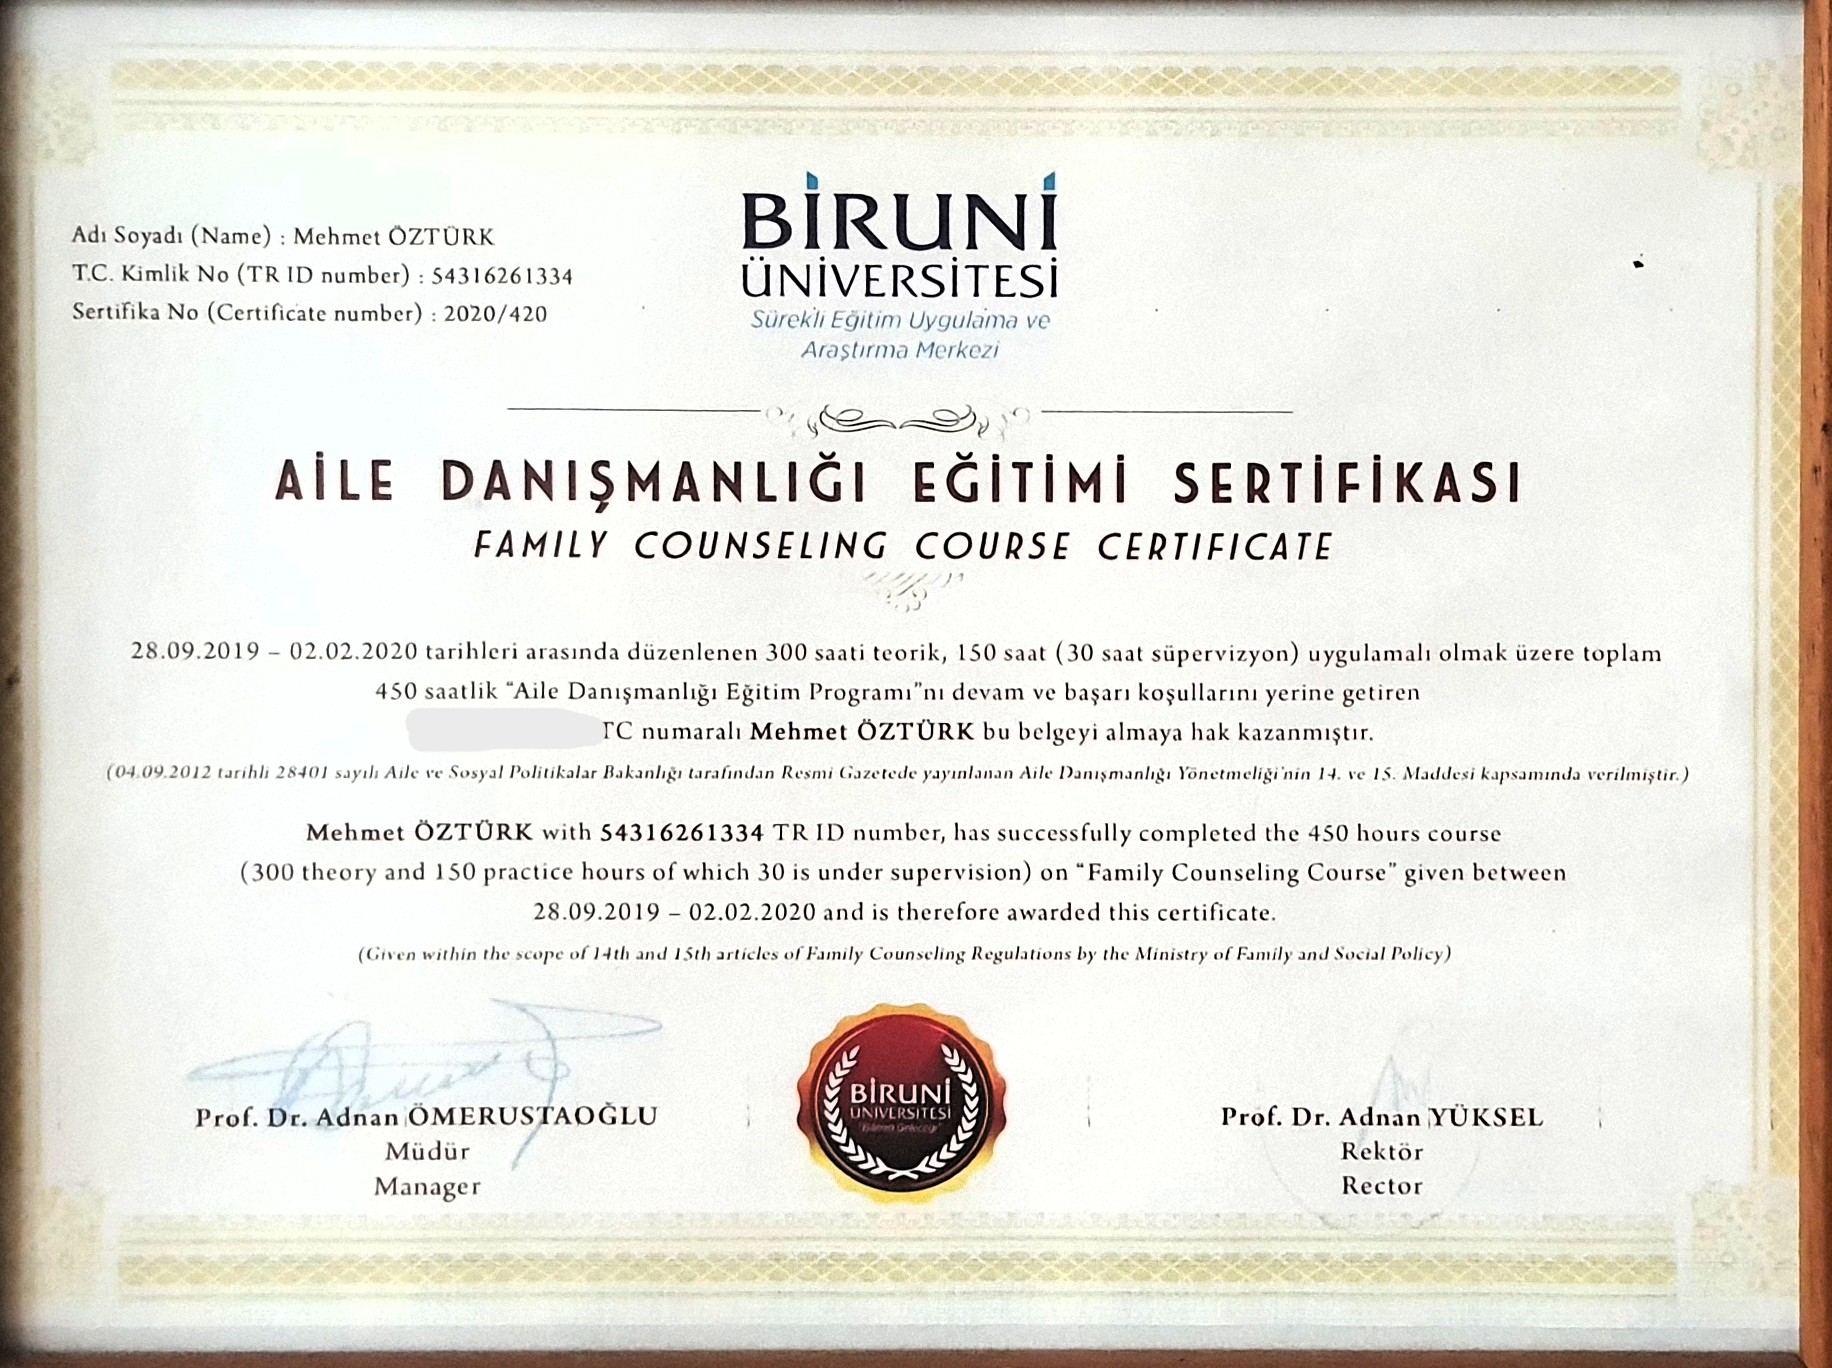 Adı Soyadı (Name) : Mehmet ÖZTÜRK
T.C. Kimlik No (TR ID number) : 54316261334
Sertifika No (Certificate number) : 2020/420
BİRUNİ
ÜNİVERSİTESİ
Sürekli Eğitim Uygulama ve
Araştırma Merkezi
AİLE DANIŞMANLIĞI EĞİTİMİ SERTİFİKASI
FAMILY COUNSELING COURSE CERTIFICATE
28.09.2019 – 02.02.2020 tarihleri arasında düzenlenen 300 saati teorik, 150 saat (30 saat süpervizyon) uygulamalı olmak üzere toplam
450 saatlik "Aile Danışmanlığı Eğitim Programı"nı devam ve başarı koşullarını yerine getiren
TC numaralı Mehmet ÖZTÜRK bu belgeyi almaya hak kazanmıştır.
(04.09.2012 tarihli 28401 sayılı Aile ve Sosyal Politikalar Bakanlığı tarafından Resmi Gazetede yayınlanan Aile Danışmanlığı Yönetmeliği'nin 14. ve 15. Maddesi kapsamında verilmiştir.)
Mehmet ÖZTÜRK with 54316261334 TR ID number, has successfully completed the 450 hours course
(300 theory and 150 practice hours of which 30 is under supervision) on "Family Counseling Course" given between
28.09.2019 – 02.02.2020 and is therefore awarded this certificate.
(Given within the scope of 14th and 15th articles of Family Counseling Regulations by the Ministry of Family and Social Policy)
Prof. Dr. Adnan ÖMERUSTAOĞLU
Müdür
Manager
BİRUNİ
ÜNİVERSİTESİ
Prof. Dr. Adnan YÜKSEL
Rektör
Rector